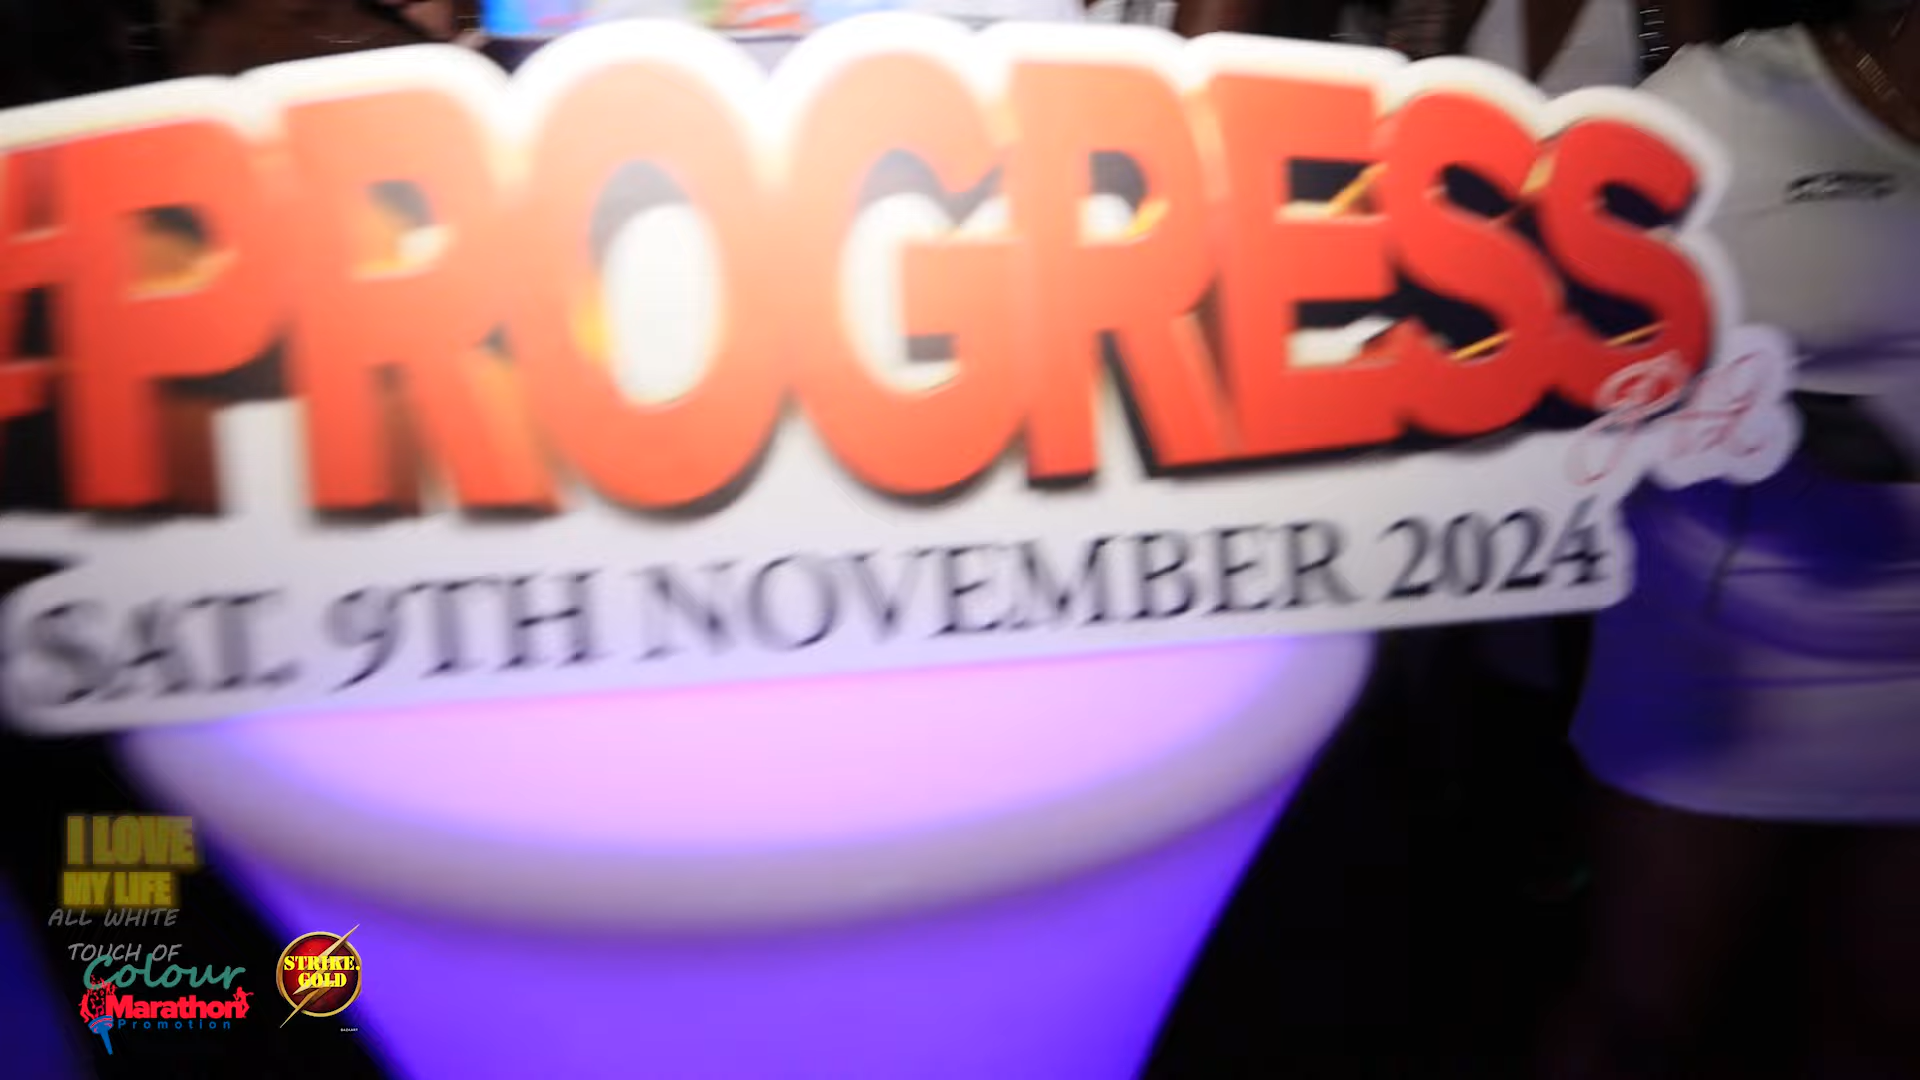 #PROGRESS
SAT. 9TH NOVEMBER 2024
I LOVE
MY LIFE
ALL WHITE
TOUCH OF
Colour
Marathon
Promotion
STRIKE.
GOLD